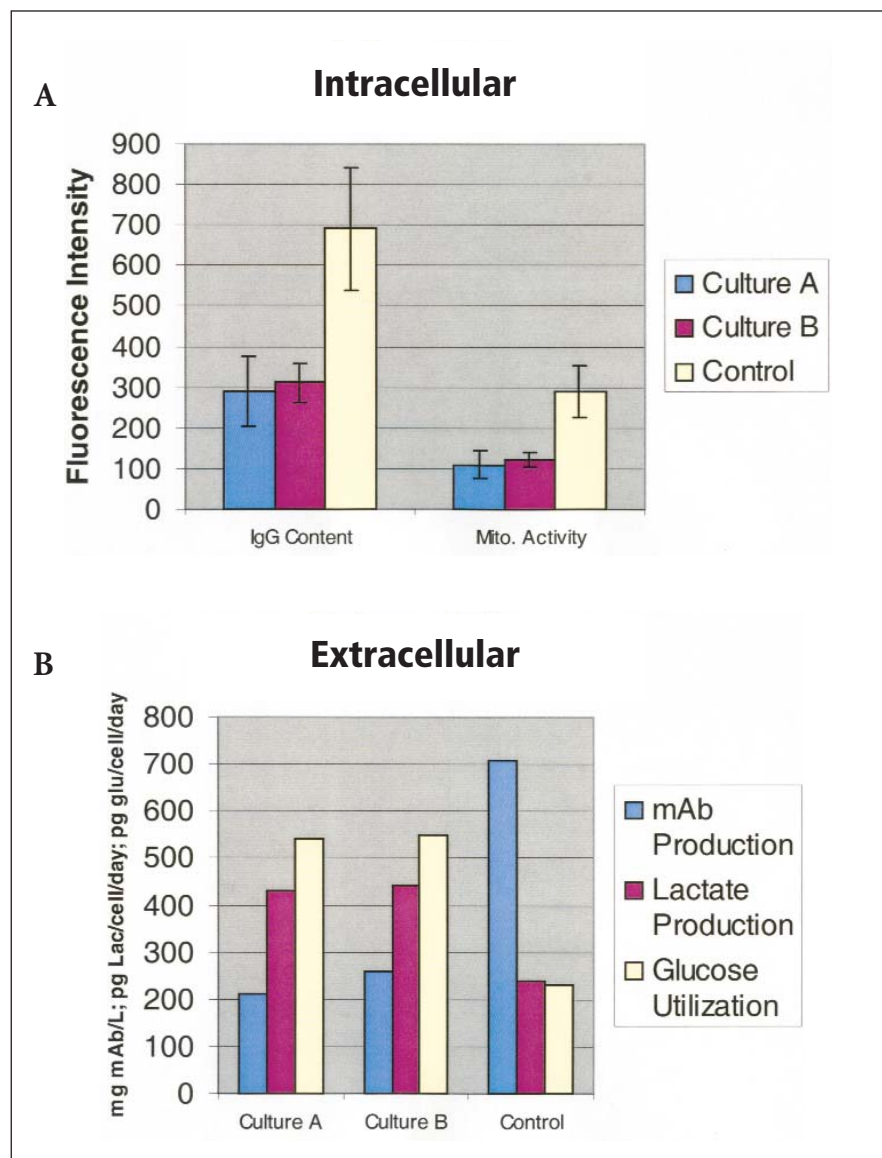 A
Intracellular
Fluorescence Intensity
900
800
700
600
500
400
300
200
100
0
IgG Content
Mito. Activity
Culture A
Culture B
Control
B
Extracellular
mg mAb/L; pg Lac/cell/day; pg glu/cell/day
800
700
600
500
400
300
200
100
0
Culture A
Culture B
Control
mAb
Production
Lactate
Production
Glucose
Utilization